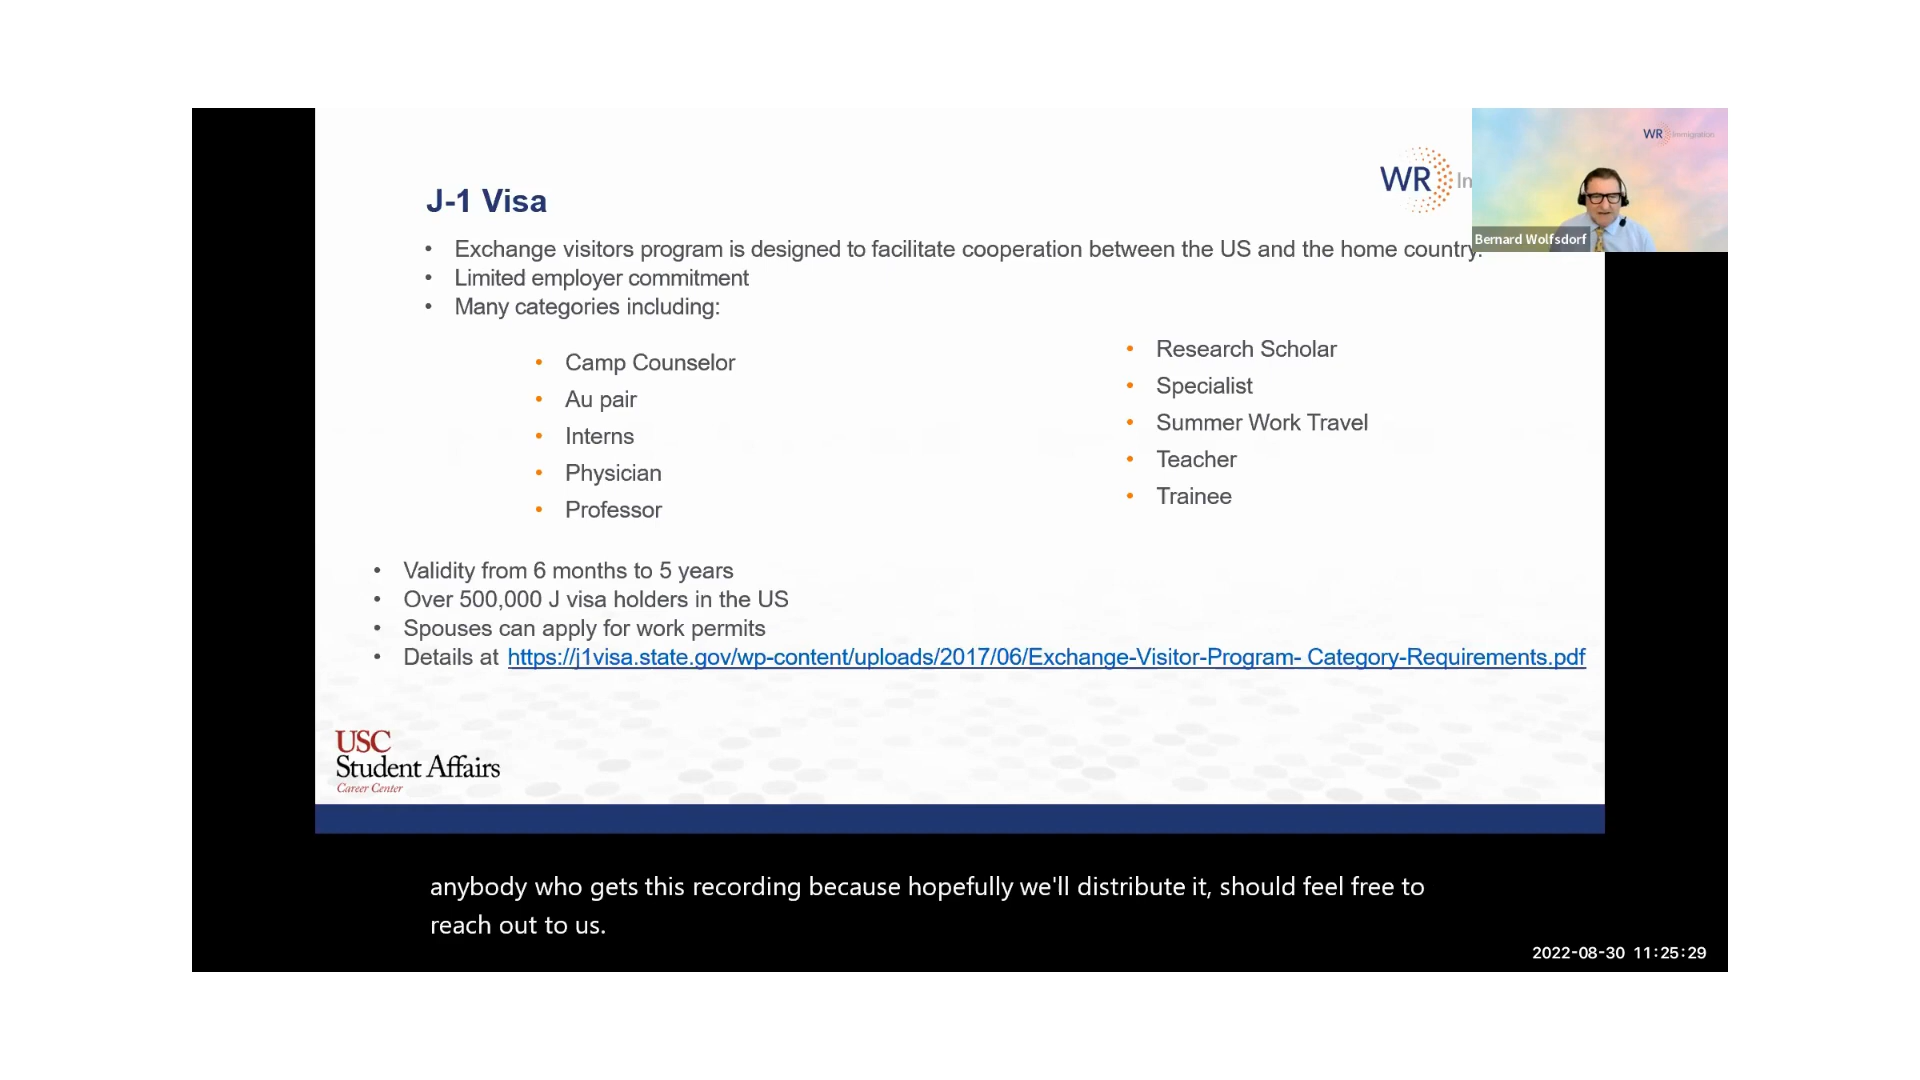 J-1 Visa
WR
WR Immigration
Bernard Wolfsdorf
• Exchange visitors program is designed to facilitate cooperation between the US and the home country.
• Limited employer commitment
• Many categories including:
• Camp Counselor
• Au pair
• Interns
• Physician
• Professor
• Research Scholar
• Specialist
• Summer Work Travel
• Teacher
• Trainee
• Validity from 6 months to 5 years
• Over 500,000 J visa holders in the US
• Spouses can apply for work permits
• Details at https://j1visa.state.gov/wp-content/uploads/2017/06/Exchange-Visitor-Program- Category-Requirements.pdf
USC
Student Affairs
Career Center
anybody who gets this recording because hopefully we'll distribute it, should feel free to
reach out to us.
2022-08-30 11:25:29